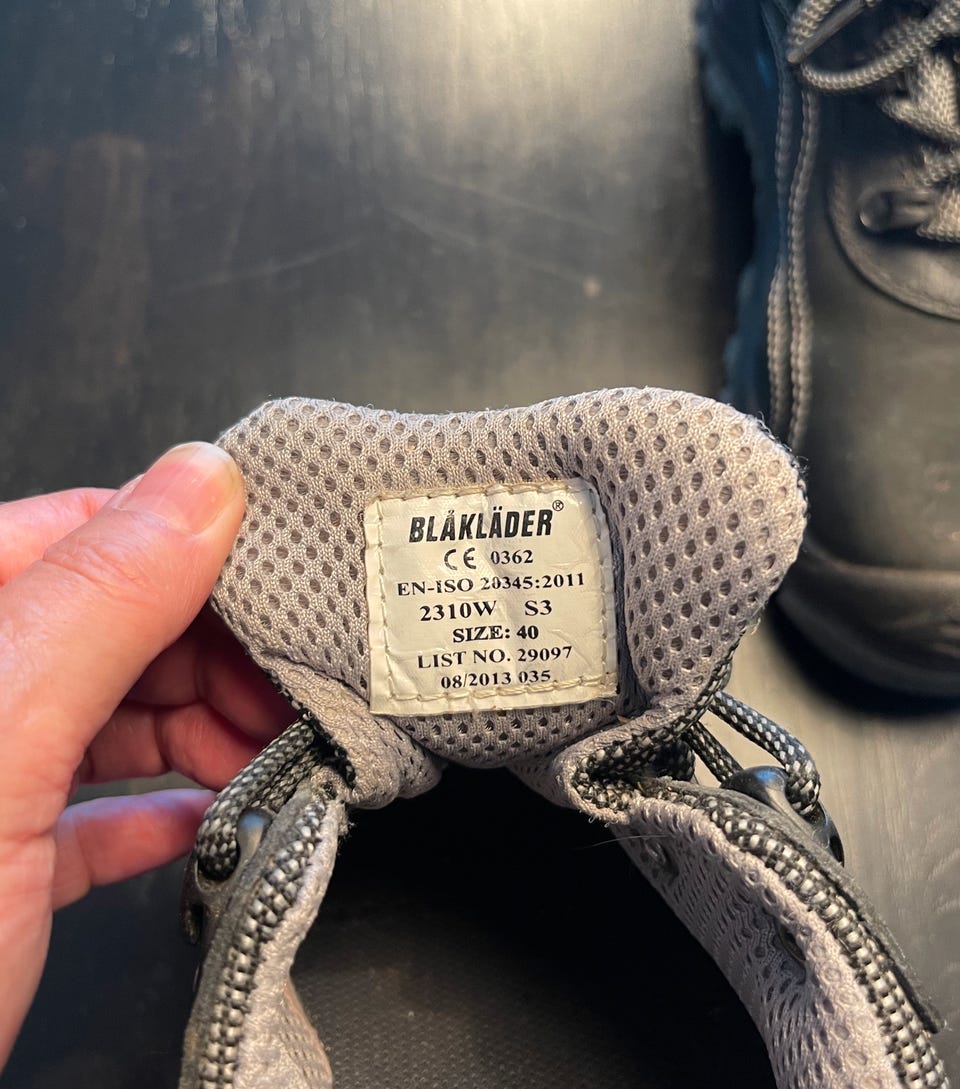 BLÅKLÄDER®
CE 0362
EN-ISO 20345:2011
2310W S3
SIZE: 40
LIST NO. 29097
08/2013 035